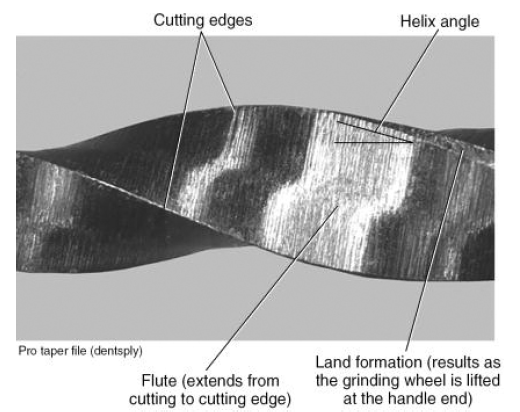 Cutting edges
Helix angle
Pro taper file (dentsply)
Flute (extends from
cutting to cutting edge)
Land formation (results as
the grinding wheel is lifted
at the handle end)